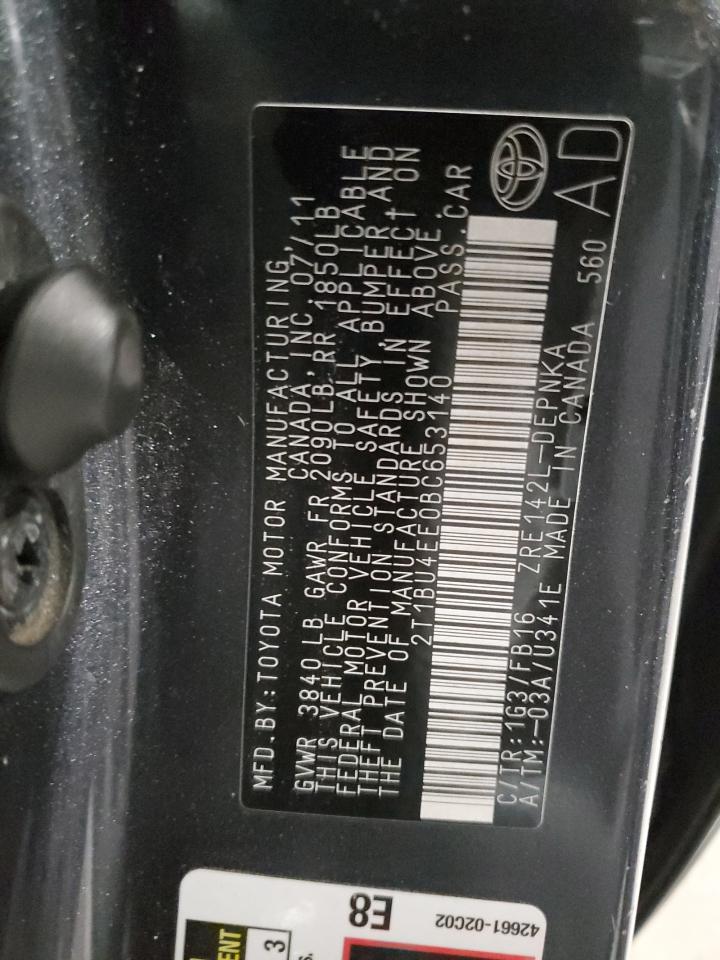 MFD.BY:TOYOTA MOTOR MANUFACTURING,
CANADA, INC. 07/11
GVWR 3840LB GAWR FR 2090LB, RR 1850LB
THIS VEHICLE CONFORMS TO ALL APPLICABLE
FEDERAL MOTOR VEHICLE SAFETY, BUMPER, AND
THEFT PREVENTION STANDARDS IN EFFECT ON
THE DATE OF MANUFACTURE SHOWN ABOVE.
2T1BU4EE0BC653140 PASS.CAR
C/TR:1G3/FB16 ZRE142L-DEPNKA
A/TM:-03A/U341E MADE IN CANADA 560
AD
E8
42661-02C02
ENT
3
s.